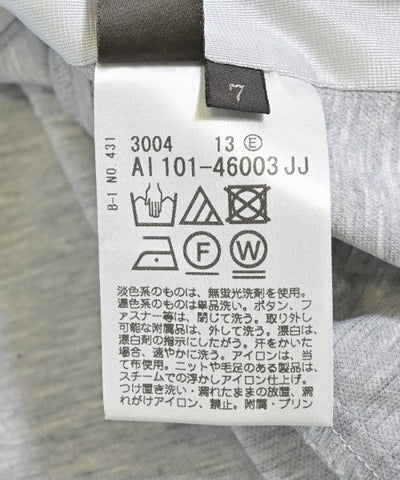 7
B-1 NO.431
3004 13 Ⓔ
AI 101-46003 JJ
F W
淡色系のものは、無蛍光洗剤を使用。
濃色系のものは単品洗い。ボタン、フ
ァスナー等は、閉じて洗う。取り外し
可能な附属品は、外して洗う。漂白は、
漂白剤の指示にしたがう。汗をかいた
場合、速やかに洗う。アイロンは、当
て布使用。ニットや毛足のある製品は、
スチームでの浮かしアイロン仕上げ。
つけ置き洗い・濡れたままの放置、濡
れがけアイロン、禁止。附属・プリン